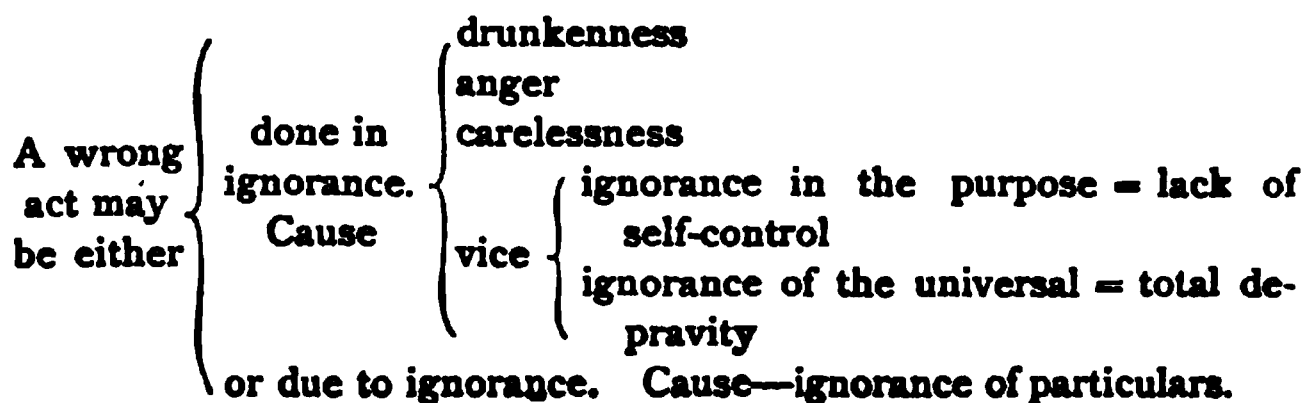 A wrong
act may
be either
done in
ignorance.
Cause
drunkenness
anger
carelessness
vice
ignorance in the purpose = lack of
self-control
ignorance of the universal = total de-
pravity
or due to ignorance. Cause—ignorance of particulars.